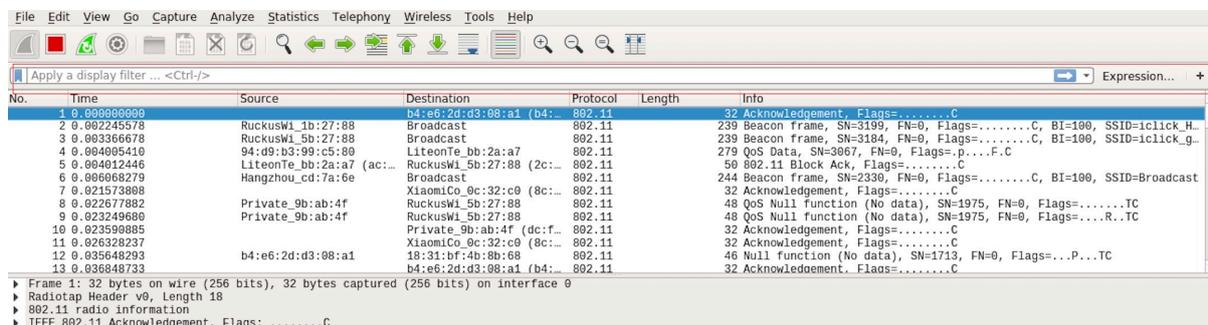 File Edit View Go Capture Analyze Statistics Telephony Wireless Tools Help
Apply a display filter ... <Ctrl-/> Expression... +
No. Time Source Destination Protocol Length Info
1 0.000000000 b4:e6:2d:d3:08:a1 (b4:… 802.11 32 Acknowledgement, Flags=........C
2 0.002245578 RuckusWi_1b:27:88 Broadcast 802.11 239 Beacon frame, SN=3199, FN=0, Flags=........C, BI=100, SSID=iclick_H…
3 0.003366678 RuckusWi_5b:27:88 Broadcast 802.11 239 Beacon frame, SN=3184, FN=0, Flags=........C, BI=100, SSID=iclick_g…
4 0.004005410 94:d9:b3:99:c5:80 LiteonTe_bb:2a:a7 802.11 279 QoS Data, SN=3067, FN=0, Flags=.p....F.C
5 0.004012446 LiteonTe_bb:2a:a7 (ac:… RuckusWi_5b:27:88 (2c:… 802.11 50 802.11 Block Ack, Flags=........C
6 0.006068279 Hangzhou_cd:7a:6e Broadcast 802.11 244 Beacon frame, SN=2330, FN=0, Flags=........C, BI=100, SSID=Broadcast
7 0.021573808 XiaomiCo_0c:32:c0 (8c:… 802.11 32 Acknowledgement, Flags=........C
8 0.022677882 Private_9b:ab:4f RuckusWi_5b:27:88 802.11 48 QoS Null function (No data), SN=1975, FN=0, Flags=.......TC
9 0.023249680 Private_9b:ab:4f RuckusWi_5b:27:88 802.11 48 QoS Null function (No data), SN=1975, FN=0, Flags=....R..TC
10 0.023590885 Private_9b:ab:4f (dc:f… 802.11 32 Acknowledgement, Flags=........C
11 0.026328237 XiaomiCo_0c:32:c0 (8c:… 802.11 32 Acknowledgement, Flags=........C
12 0.035648293 b4:e6:2d:d3:08:a1 18:31:bf:4b:8b:68 802.11 46 Null function (No data), SN=1713, FN=0, Flags=...P...TC
13 0.036848733 b4:e6:2d:d3:08:a1 (b4:… 802.11 32 Acknowledgement, Flags=........C
Frame 1: 32 bytes on wire (256 bits), 32 bytes captured (256 bits) on interface 0
Radiotap Header v0, Length 18
802.11 radio information
IEEE 802.11 Acknowledgement, Flags: ........C